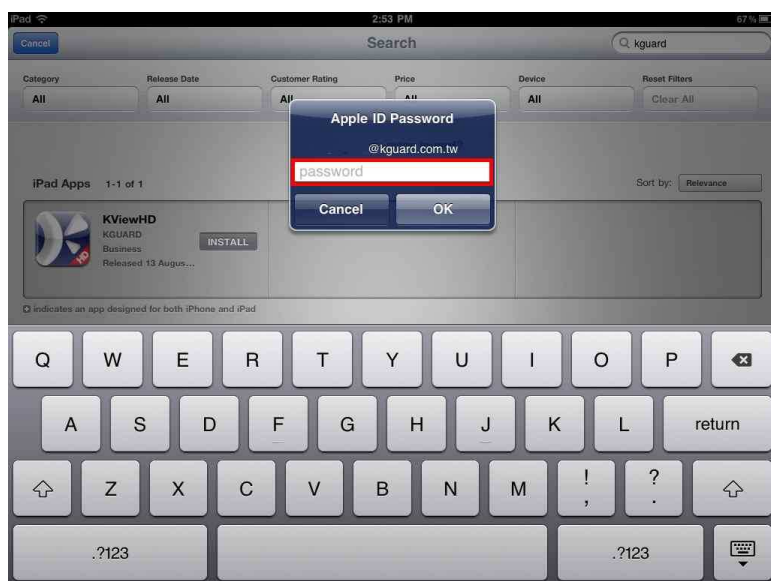 iPad 2:53 PM 67 %
Cancel Search kguard
Category Release Date Customer Rating Price Device Reset Filters
All All All All All Clear All
Apple ID Password
@kguard.com.tw
password
Cancel OK
iPad Apps 1-1 of 1 Sort by: Relevance
KViewHD
KGUARD
Business
Released 13 Augus...
INSTALL
HD
+ indicates an app designed for both iPhone and iPad
Q W E R T Y U I O P
A S D F G H J K L return
Z X C V B N M ! , ? .
.?123 .?123